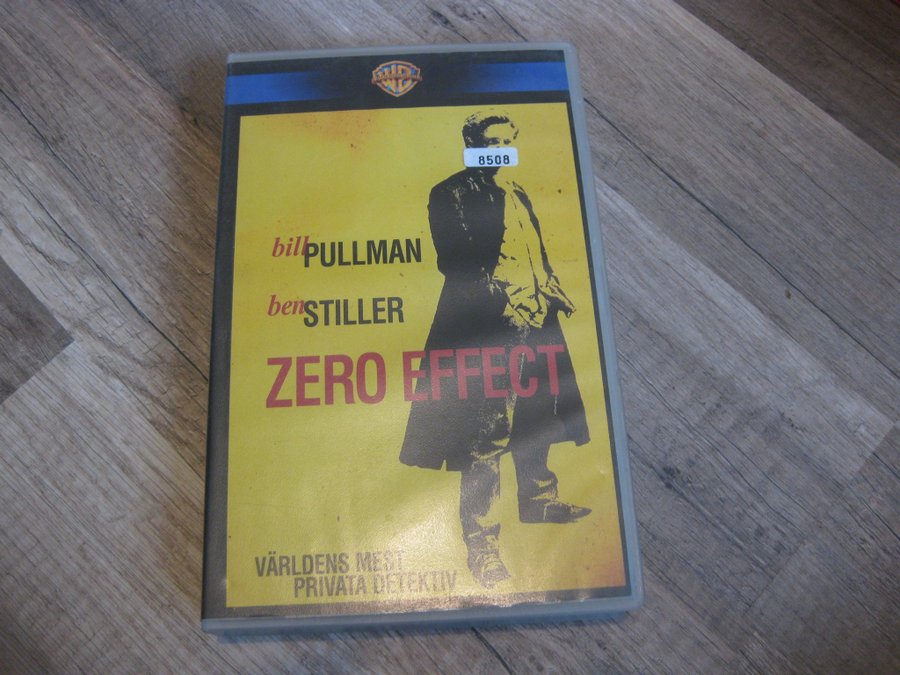 8508
bill PULLMAN
ben STILLER
ZERO EFFECT
VÄRLDENS MEST
PRIVATA DETEKTIV